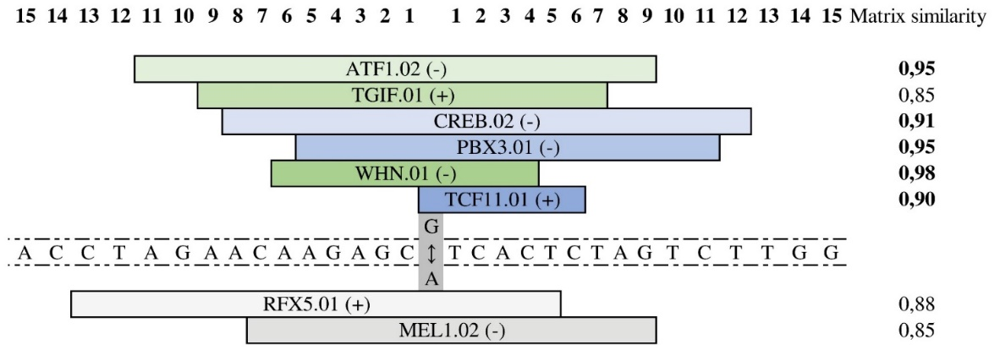 15 14 13 12 11 10 9 8 7 6 5 4 3 2 1 1 2 3 4 5 6 7 8 9 10 11 12 13 14 15 Matrix similarity
ATF1.02 (-) 0,95
TGIF.01 (+) 0,85
CREB.02 (-) 0,91
PBX3.01 (-) 0,95
WHN.01 (-) 0,98
TCF11.01 (+) 0,90
G
A C C T A G A A C A A G A G C ↕ T C A C T C T A G T C T T G G
A
RFX5.01 (+) 0,88
MEL1.02 (-) 0,85